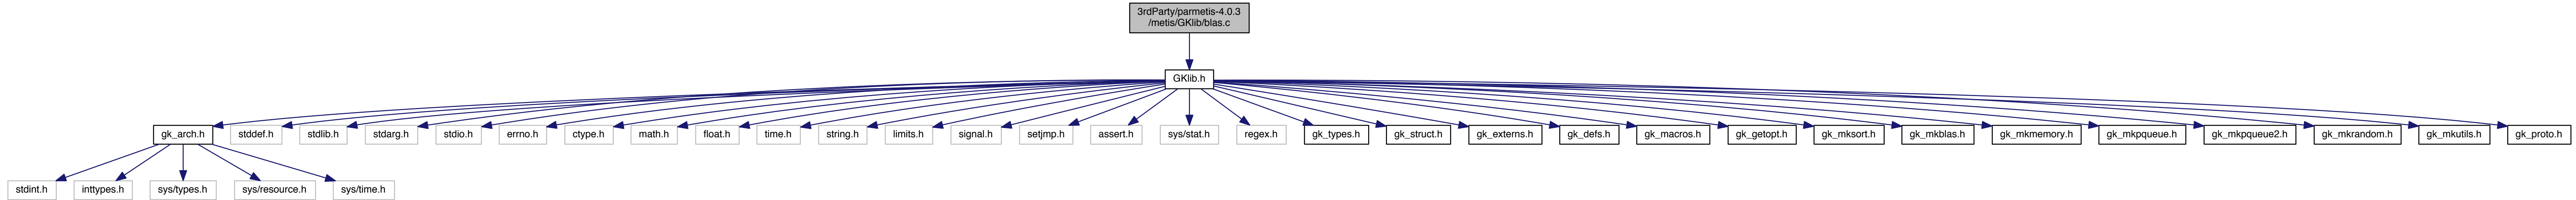 3rdParty/parmetis-4.0.3
/metis/GKlib/blas.c
GKlib.h
gk_arch.h
stddef.h
stdlib.h
stdarg.h
stdio.h
errno.h
ctype.h
math.h
float.h
time.h
string.h
limits.h
signal.h
setjmp.h
assert.h
sys/stat.h
regex.h
gk_types.h
gk_struct.h
gk_externs.h
gk_defs.h
gk_macros.h
gk_getopt.h
gk_mksort.h
gk_mkblas.h
gk_mkmemory.h
gk_mkpqueue.h
gk_mkpqueue2.h
gk_mkrandom.h
gk_mkutils.h
gk_proto.h
stdint.h
inttypes.h
sys/types.h
sys/resource.h
sys/time.h